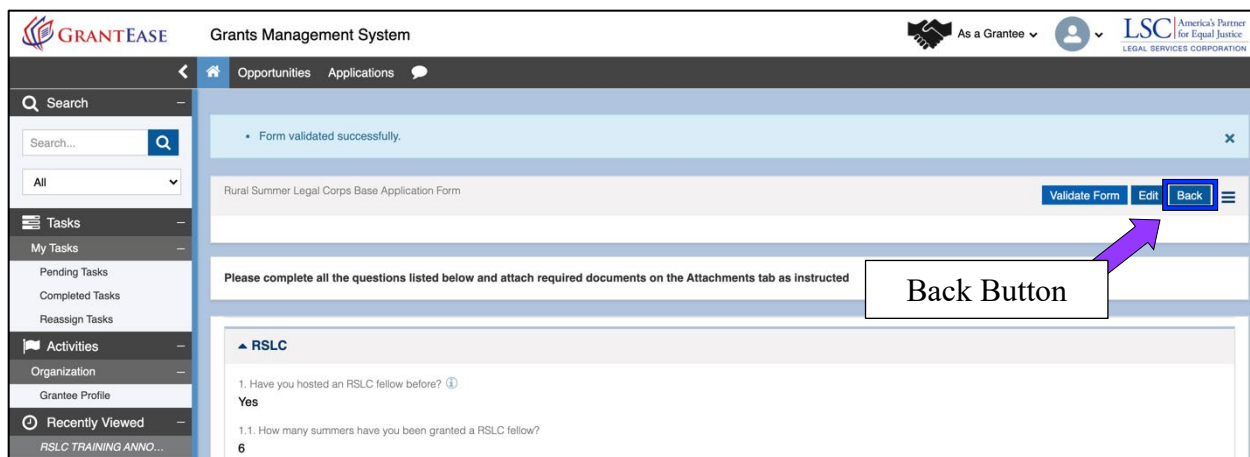 GRANTEASE
Grants Management System
As a Grantee
LSC America's Partner for Equal Justice
LEGAL SERVICES CORPORATION
Opportunities Applications
Search
Search...
All
Tasks
My Tasks
Pending Tasks
Completed Tasks
Reassign Tasks
Activities
Organization
Grantee Profile
Recently Viewed
RSLC TRAINING ANNO...
• Form validated successfully.
Rural Summer Legal Corps Base Application Form
Validate Form Edit Back
Please complete all the questions listed below and attach required documents on the Attachments tab as instructed
Back Button
RSLC
1. Have you hosted an RSLC fellow before?
Yes
1.1. How many summers have you been granted a RSLC fellow?
6